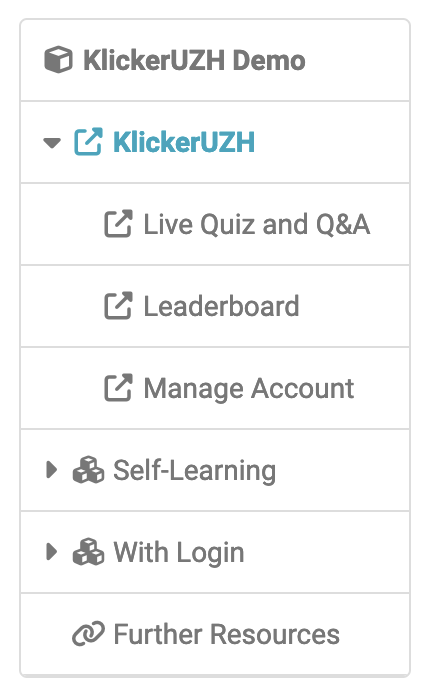 KlickerUZH Demo
KlickerUZH
Live Quiz and Q&A
Leaderboard
Manage Account
Self-Learning
With Login
Further Resources